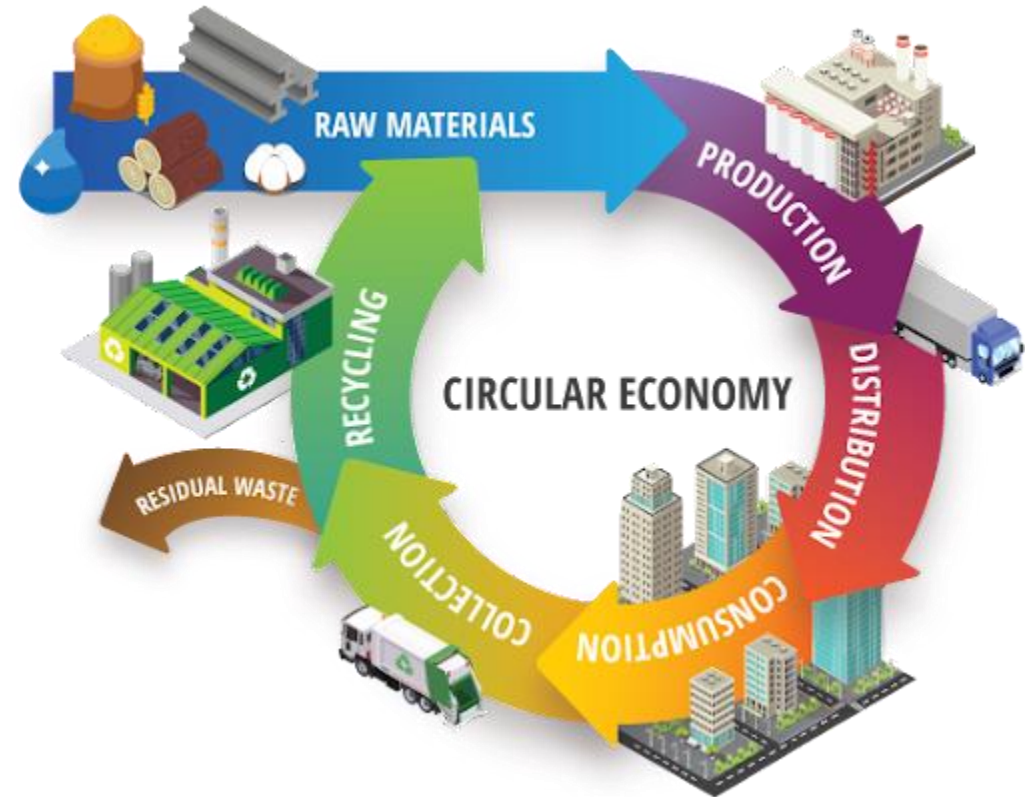 RAW MATERIALS
PRODUCTION
DISTRIBUTION
CONSUMPTION
COLLECTION
RECYCLING
RESIDUAL WASTE
CIRCULAR ECONOMY